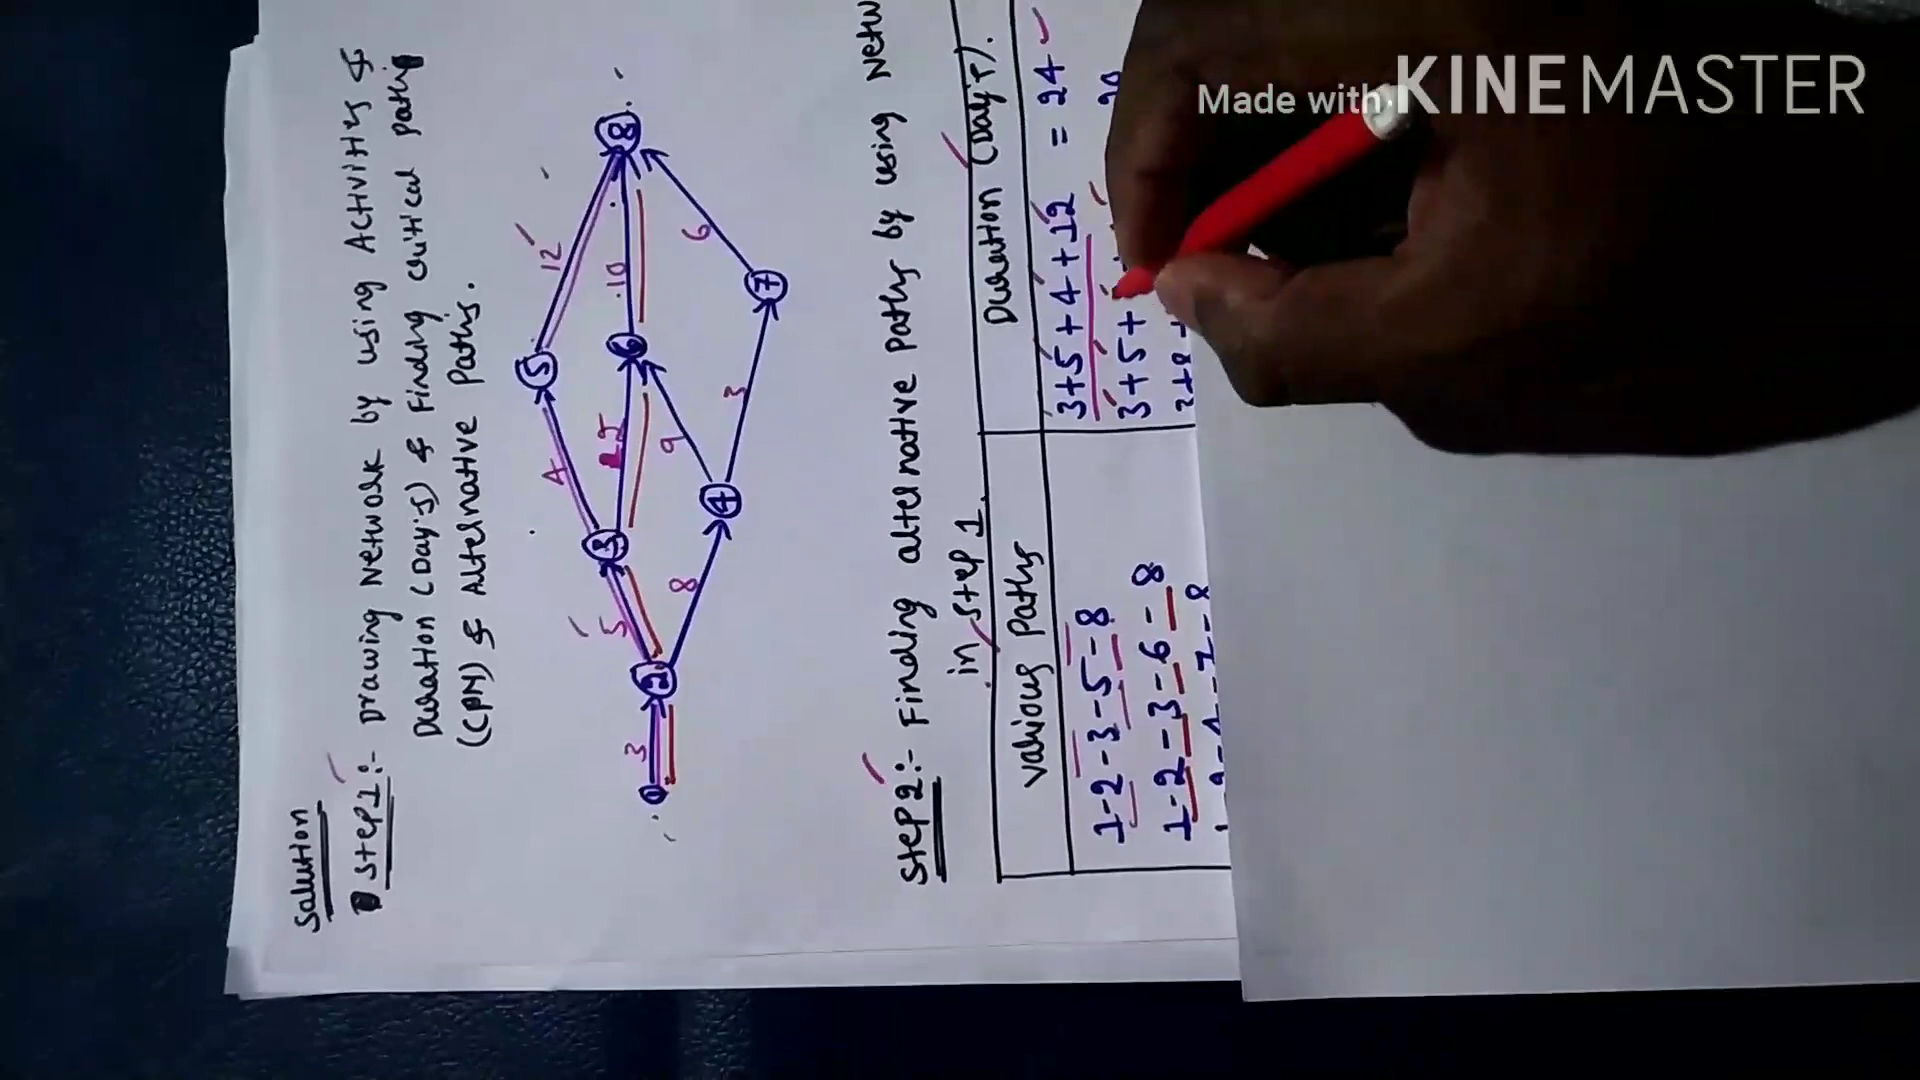 Solution
Step 1:- Drawing Network by using Activities &
Duration (Day's) & Finding critical path
(CPN) & Alternative Paths.
3
5
8
4
25
9
3
12
10
6
2
3
4
5
6
7
8
Step 2:- Finding alternative Paths by using Netw
in Step 1.
Various Paths
Duration (Day's).
1-2-3-5-8
3+5+4+12 = 24
1-2-3-6-8
3+5+
Made with KINEMASTER